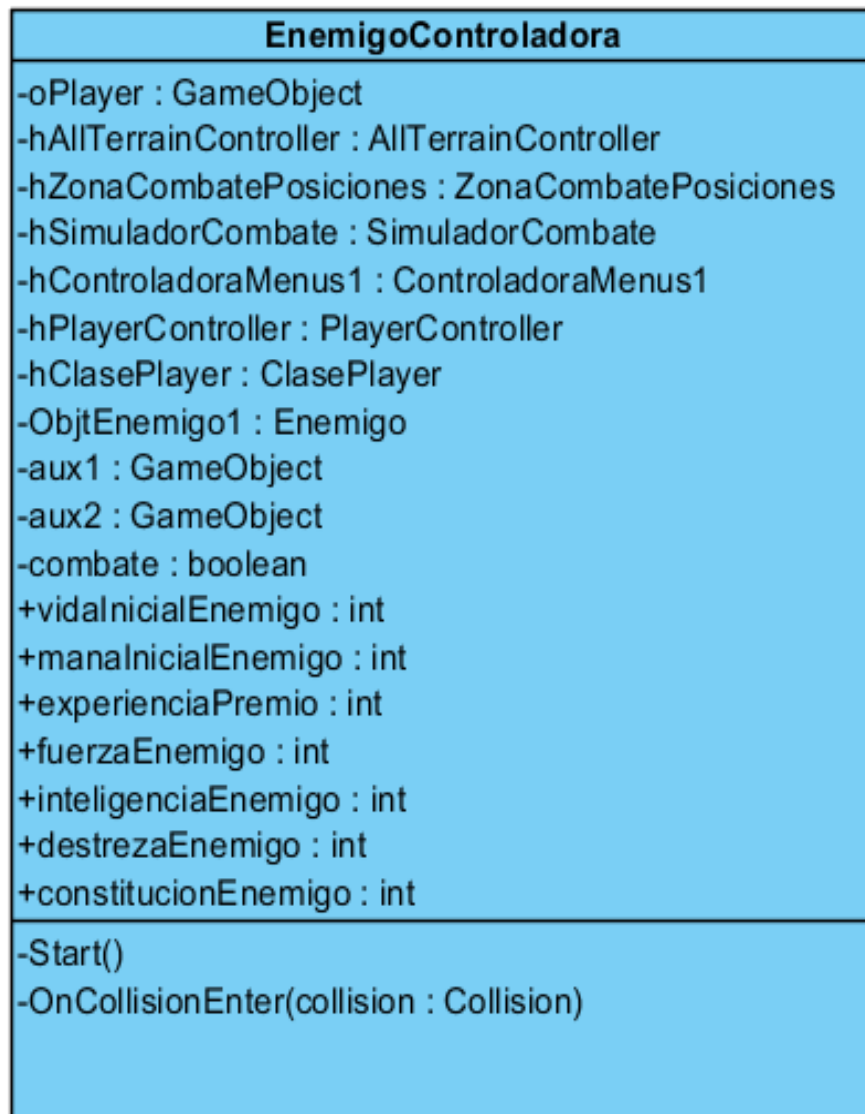 EnemigoControladora
-oPlayer : GameObject
-hAllTerrainController : AllTerrainController
-hZonaCombatePosiciones : ZonaCombatePosiciones
-hSimuladorCombate : SimuladorCombate
-hControladoraMenus1 : ControladoraMenus1
-hPlayerController : PlayerController
-hClasePlayer : ClasePlayer
-ObjtEnemigo1 : Enemigo
-aux1 : GameObject
-aux2 : GameObject
-combate : boolean
+vidaInicialEnemigo : int
+manaInicialEnemigo : int
+experienciaPremio : int
+fuerzaEnemigo : int
+inteligenciaEnemigo : int
+destrezaEnemigo : int
+constitucionEnemigo : int
-Start()
-OnCollisionEnter(collision : Collision)